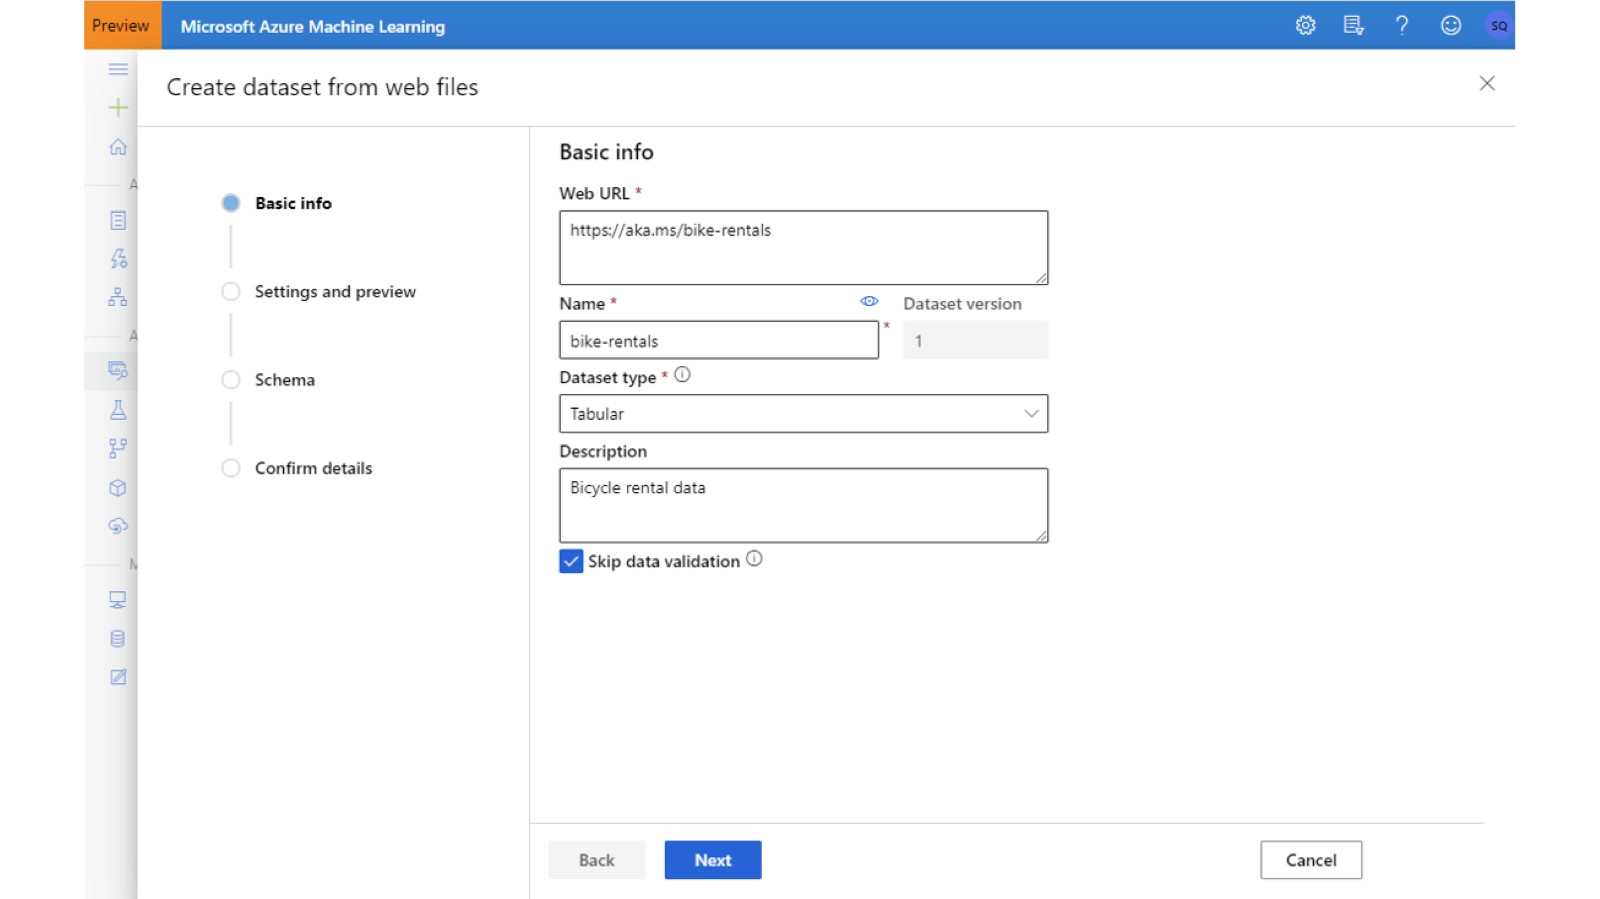 Preview
Microsoft Azure Machine Learning
?
SQ
Create dataset from web files
A
A
M
Basic info
Settings and preview
Schema
Confirm details
Basic info
Web URL *
https://aka.ms/bike-rentals
Name *
Dataset version
bike-rentals
*
1
Dataset type *
Tabular
Description
Bicycle rental data
Skip data validation
Back
Next
Cancel